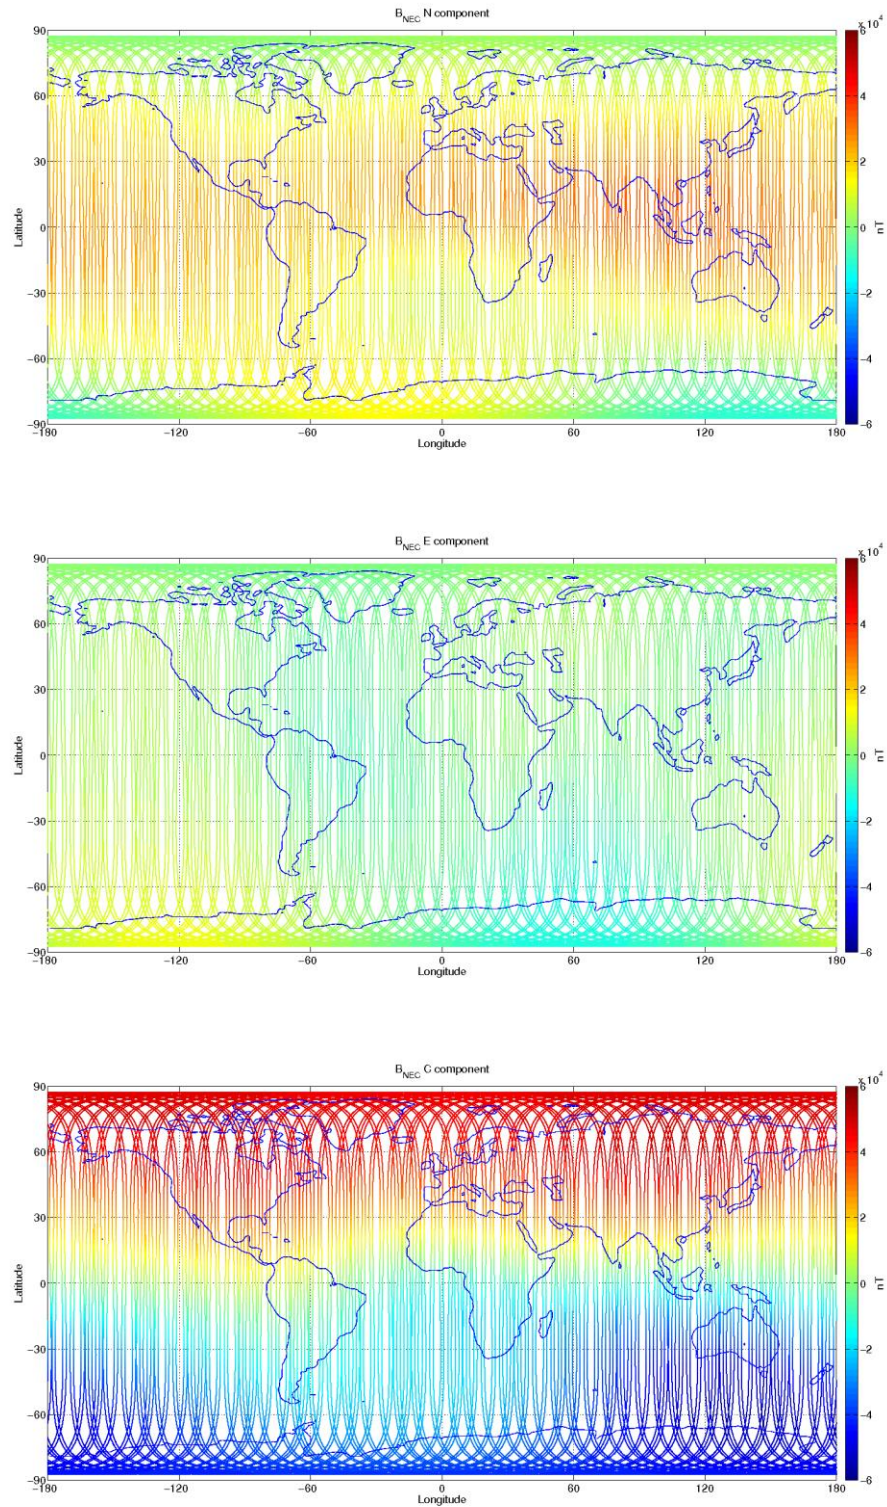 B_NEC N component
x 10^4
90
60
30
0
−30
−60
−90
Latitude
−180 −120 −60 0 60 120 180
Longitude
6
4
2
0
−2
−4
−6
nT
B_NEC E component
x 10^4
90
60
30
0
−30
−60
−90
Latitude
−180 −120 −60 0 60 120 180
Longitude
6
4
2
0
−2
−4
−6
nT
B_NEC C component
x 10^4
90
60
30
0
−30
−60
−90
Latitude
−180 −120 −60 0 60 120 180
Longitude
6
4
2
0
−2
−4
−6
nT